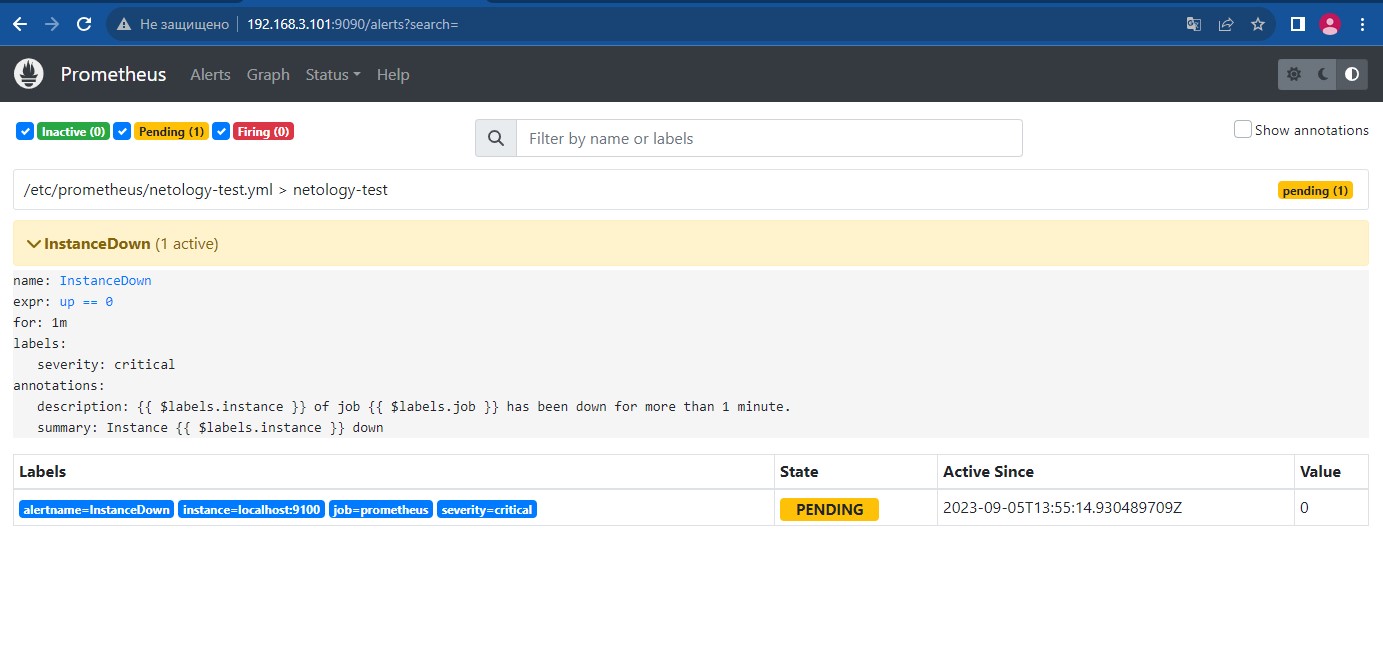 Не защищено 192.168.3.101:9090/alerts?search=
Prometheus Alerts Graph Status Help
Inactive (0) Pending (1) Firing (0) Filter by name or labels Show annotations
/etc/prometheus/netology-test.yml > netology-test pending (1)
InstanceDown (1 active)
name: InstanceDown
expr: up == 0
for: 1m
labels:
severity: critical
annotations:
description: {{ $labels.instance }} of job {{ $labels.job }} has been down for more than 1 minute.
summary: Instance {{ $labels.instance }} down
Labels State Active Since Value
alertname=InstanceDown instance=localhost:9100 job=prometheus severity=critical PENDING 2023-09-05T13:55:14.930489709Z 0